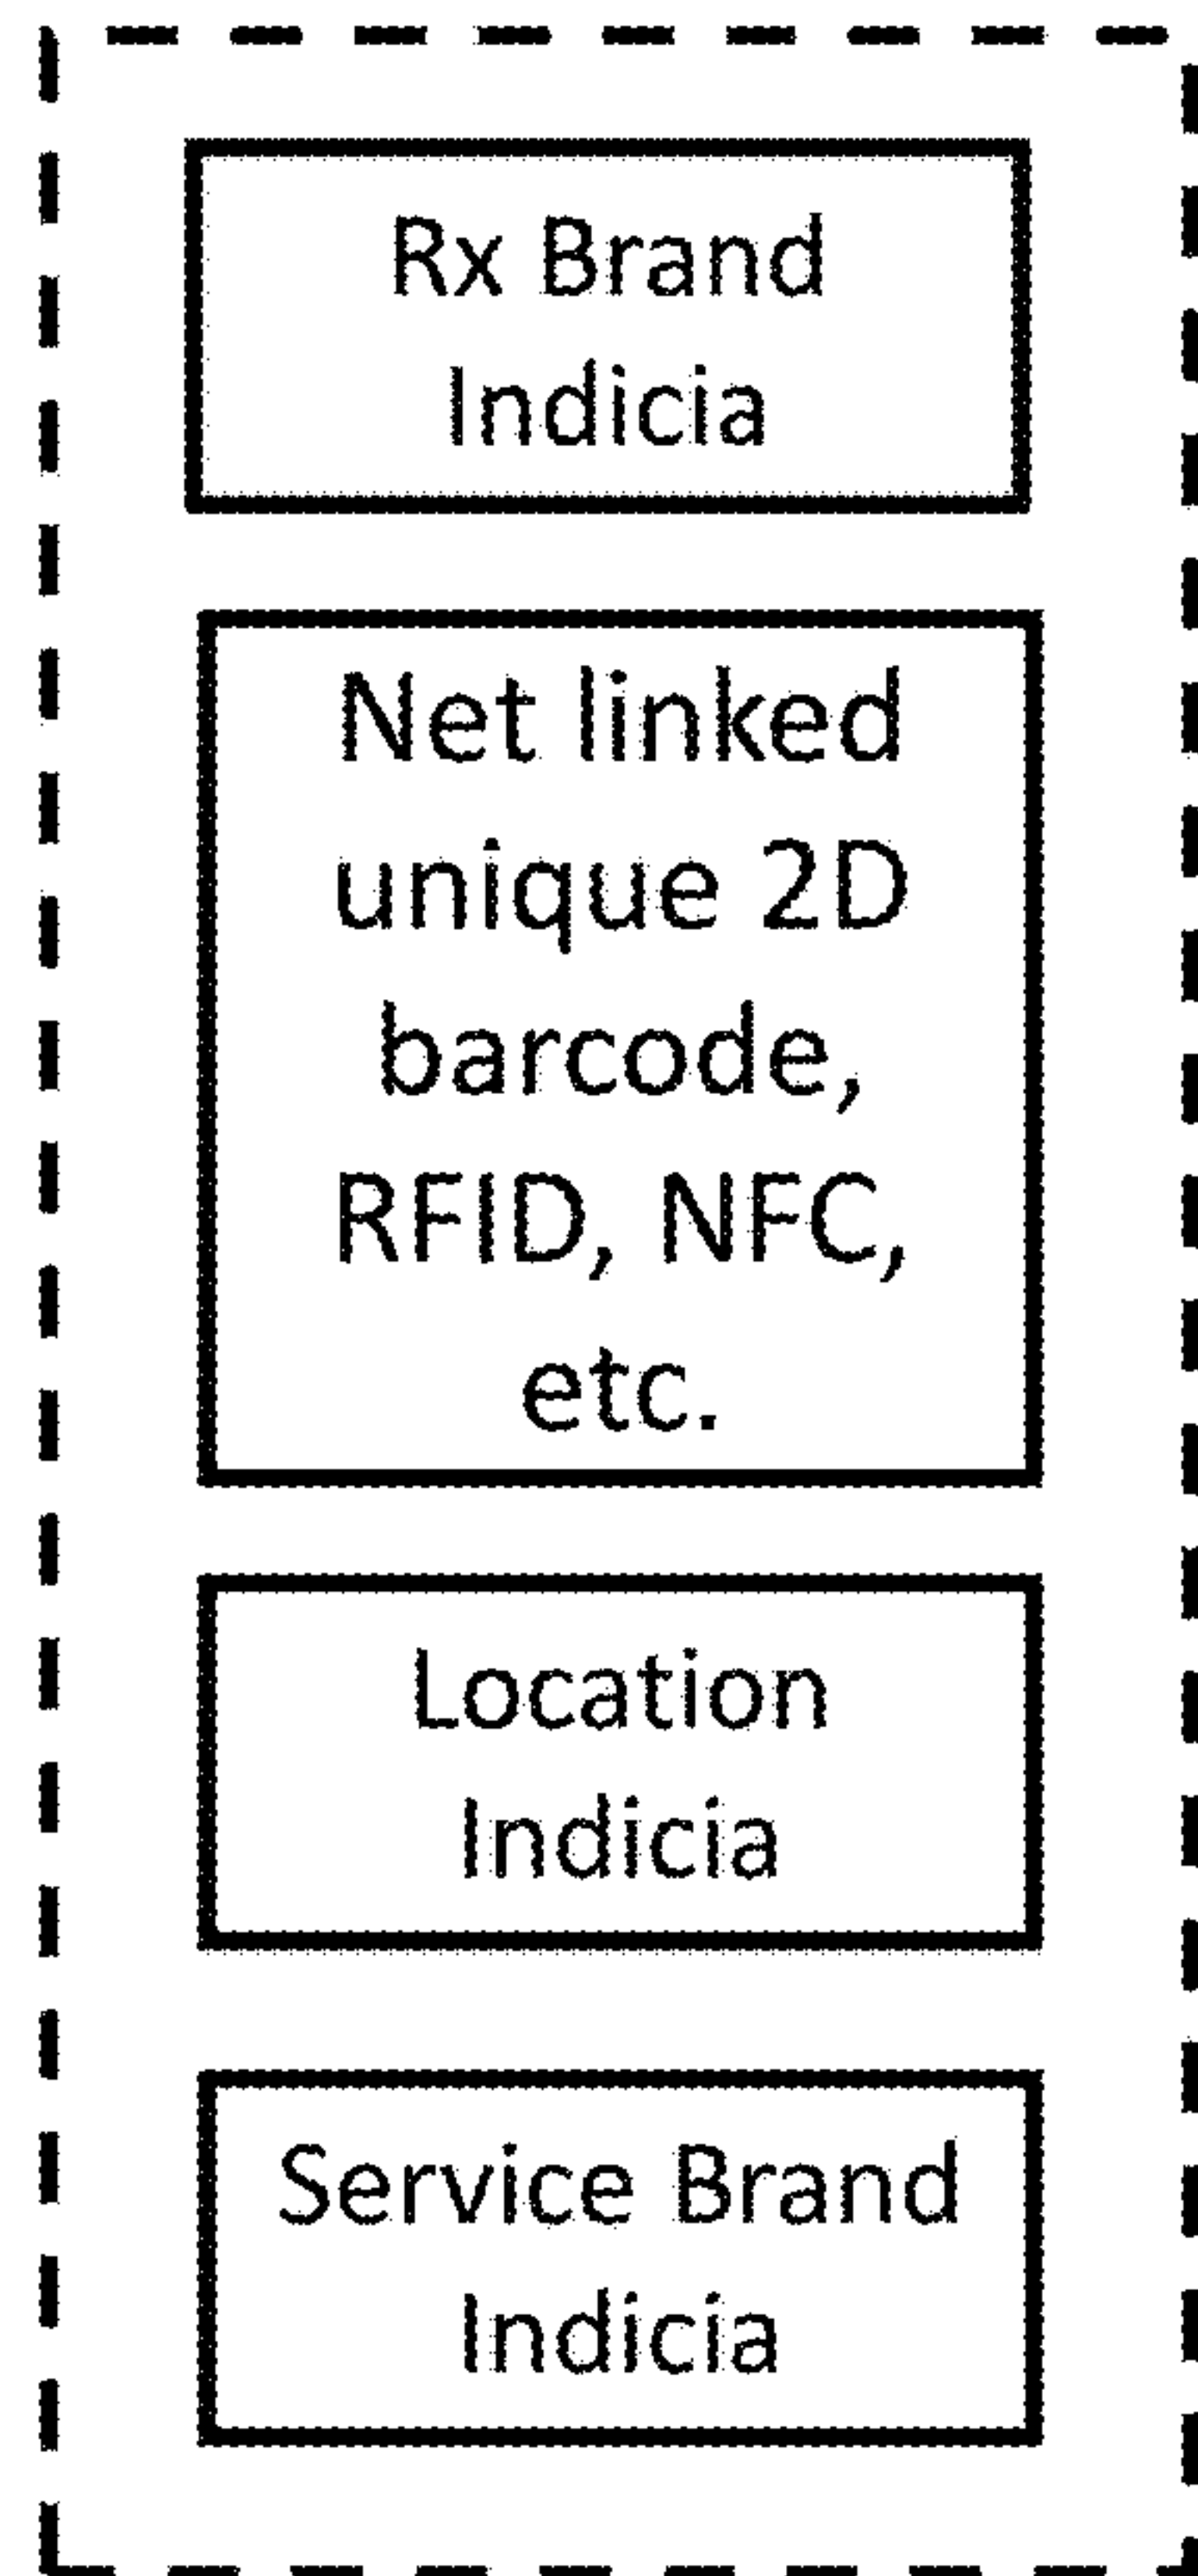 Rx Brand
Indicia
Net linked
unique 2D
barcode,
RFID, NFC,
etc.
Location
Indicia
Service Brand
Indicia